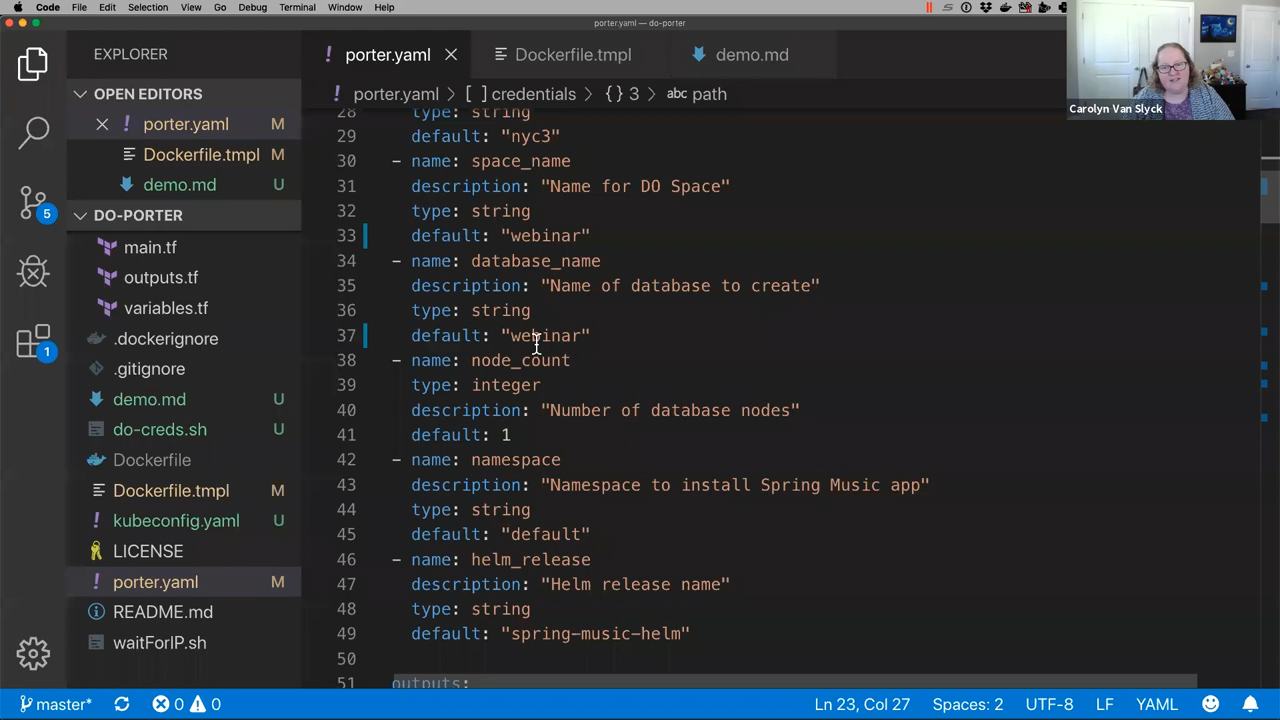 Code File Edit Selection View Go Debug Terminal Window Help
porter.yaml — do-porter
EXPLORER
! porter.yaml
Dockerfile.tmpl
demo.md
OPEN EDITORS
! porter.yaml M
Dockerfile.tmpl M
demo.md U
DO-PORTER
main.tf
outputs.tf
variables.tf
.dockerignore
.gitignore
demo.md U
do-creds.sh U
Dockerfile
Dockerfile.tmpl M
! kubeconfig.yaml U
LICENSE
! porter.yaml M
README.md
waitForIP.sh
5
1
! porter.yaml > [ ] credentials > { } 3 > abc path
28 type: string
29 default: "nyc3"
30 - name: space_name
31 description: "Name for DO Space"
32 type: string
33 default: "webinar"
34 - name: database_name
35 description: "Name of database to create"
36 type: string
37 default: "webinar"
38 - name: node_count
39 type: integer
40 description: "Number of database nodes"
41 default: 1
42 - name: namespace
43 description: "Namespace to install Spring Music app"
44 type: string
45 default: "default"
46 - name: helm_release
47 description: "Helm release name"
48 type: string
49 default: "spring-music-helm"
50
51 outputs:
Carolyn Van Slyck
master* 0 0 Ln 23, Col 27 Spaces: 2 UTF-8 LF YAML